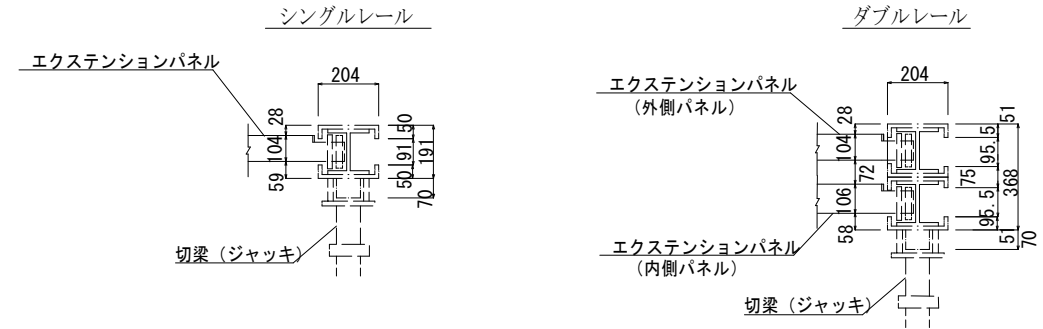 シングルレール
エクステンションパネル
204
28
104
59
50
91
50
191
70
切梁（ジャッキ）
ダブルレール
エクステンションパネル
（外側パネル）
204
28
104
72
106
58
51
95.5
75
95.5
51
368
70
エクステンションパネル
（内側パネル）
切梁（ジャッキ）